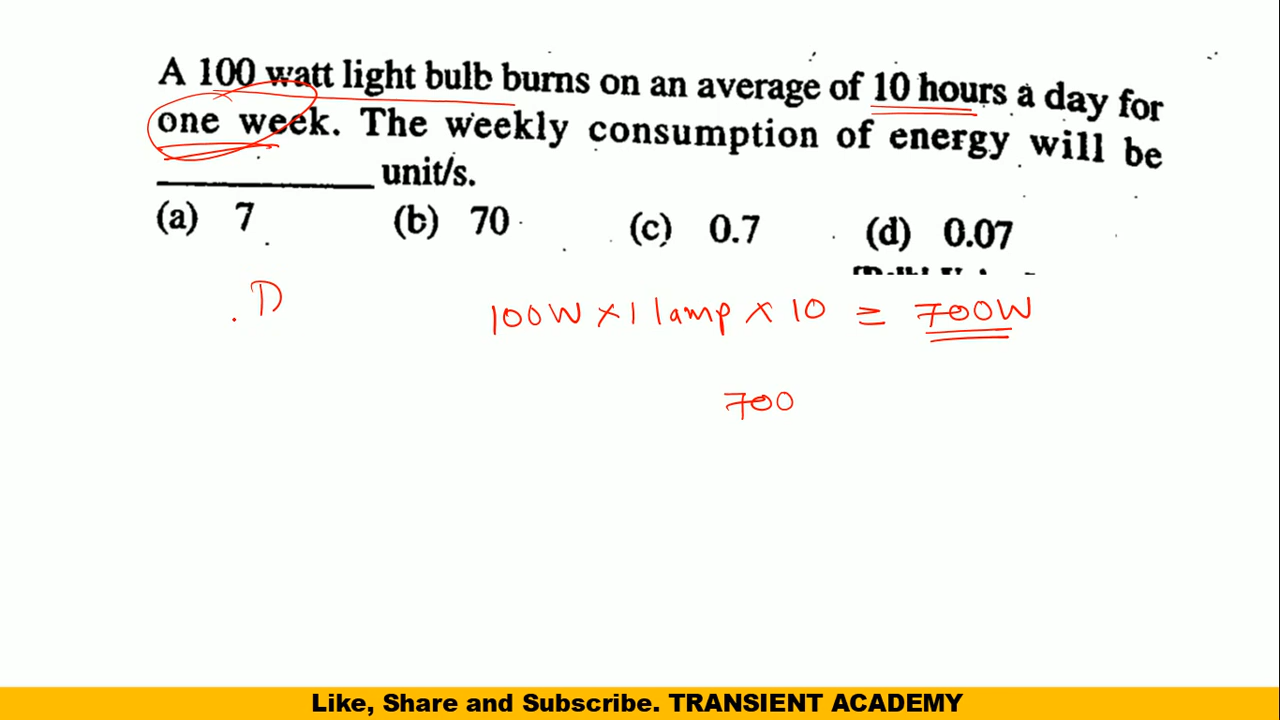 A 100 watt light bulb burns on an average of 10 hours a day for
one week. The weekly consumption of energy will be
____________ unit/s.
(a) 7 (b) 70 (c) 0.7 (d) 0.07
. D 100W × 1 lamp × 10 = 700W
700
Like, Share and Subscribe. TRANSIENT ACADEMY